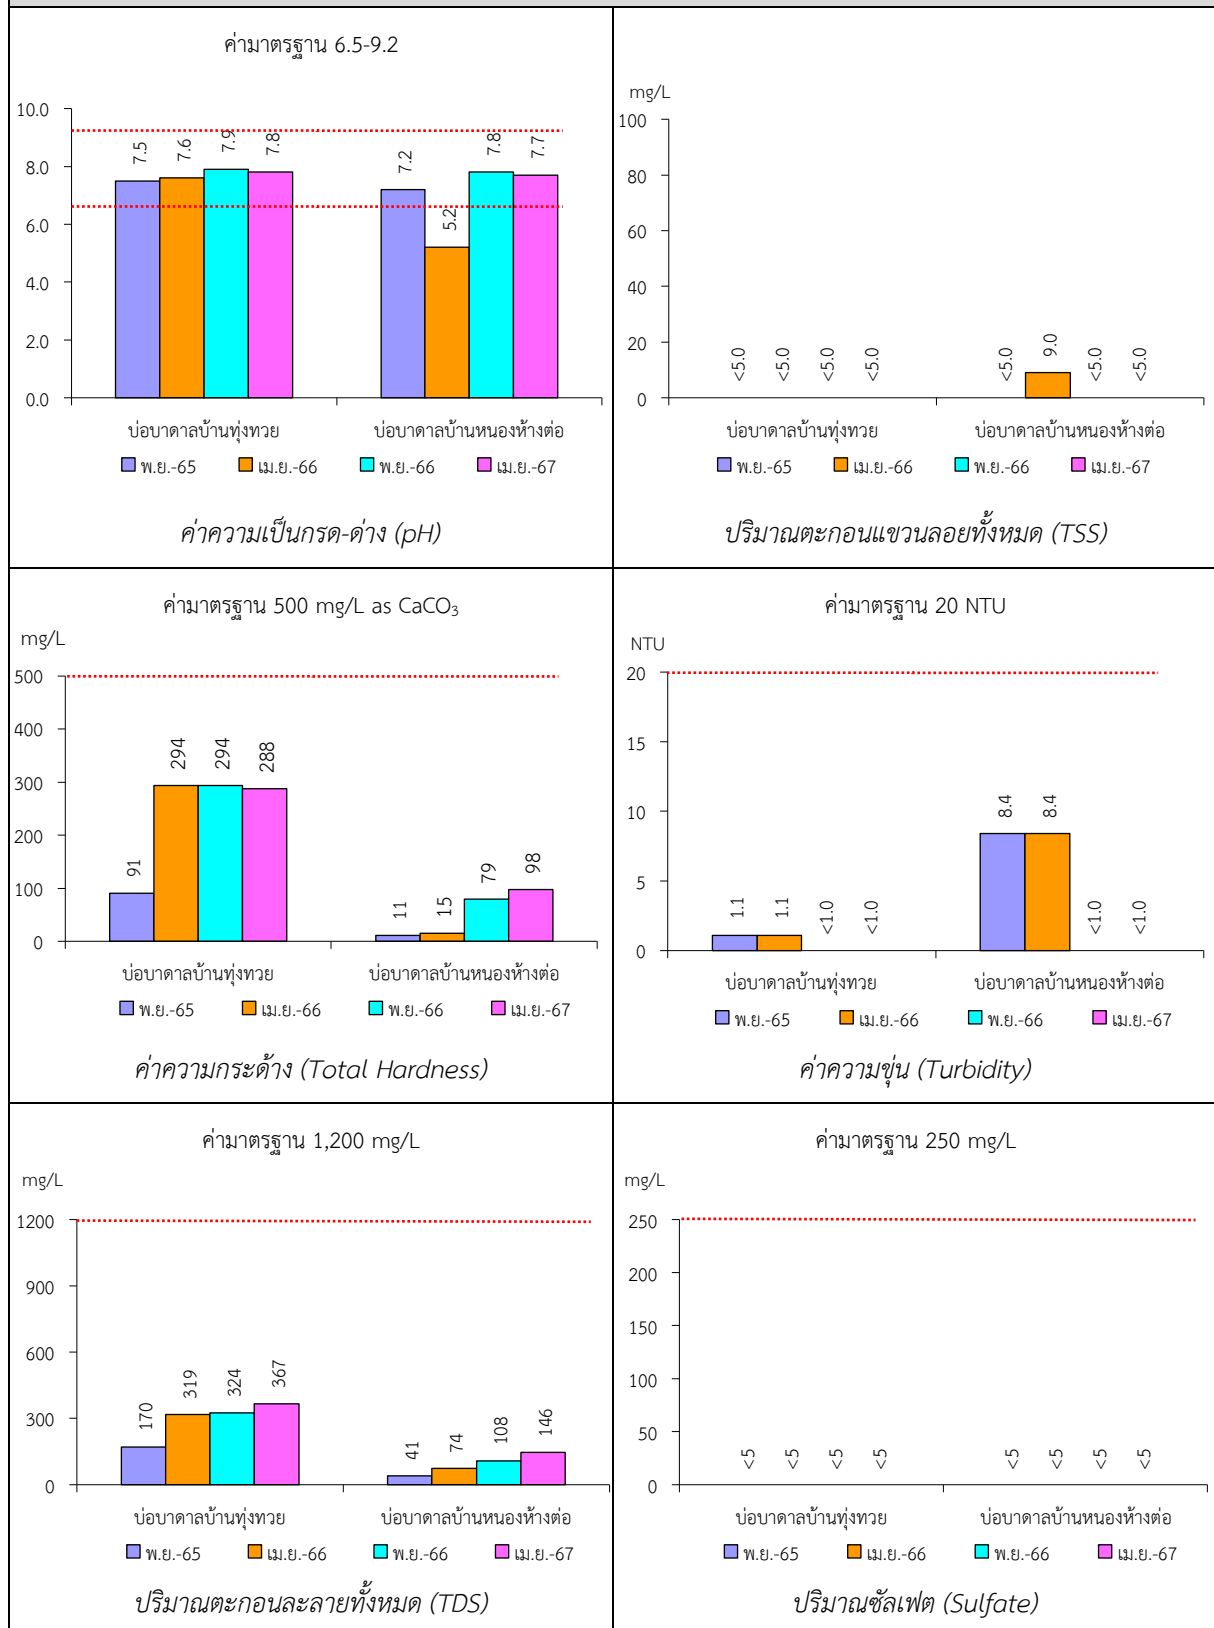 ค่ามาตรฐาน 6.5-9.2
10.0
8.0
6.0
4.0
2.0
0.0
7.5
7.6
7.9
7.8
7.2
5.2
7.8
7.7
บ่อบาดาลบ้านทุ่งทวย บ่อบาดาลบ้านหนองห้างต่อ
พ.ย.-65 เม.ย.-66 พ.ย.-66 เม.ย.-67
ค่าความเป็นกรด-ด่าง (pH)
mg/L
100
80
60
40
20
0
<5.0
<5.0
<5.0
<5.0
<5.0
9.0
<5.0
<5.0
บ่อบาดาลบ้านทุ่งทวย บ่อบาดาลบ้านหนองห้างต่อ
พ.ย.-65 เม.ย.-66 พ.ย.-66 เม.ย.-67
ปริมาณตะกอนแขวนลอยทั้งหมด (TSS)
ค่ามาตรฐาน 500 mg/L as CaCO₃
mg/L
500
400
300
200
100
0
91
294
294
288
11
15
79
98
บ่อบาดาลบ้านทุ่งทวย บ่อบาดาลบ้านหนองห้างต่อ
พ.ย.-65 เม.ย.-66 พ.ย.-66 เม.ย.-67
ค่าความกระด้าง (Total Hardness)
ค่ามาตรฐาน 20 NTU
NTU
20
15
10
5
0
1.1
1.1
<1.0
<1.0
8.4
8.4
<1.0
<1.0
บ่อบาดาลบ้านทุ่งทวย บ่อบาดาลบ้านหนองห้างต่อ
พ.ย.-65 เม.ย.-66 พ.ย.-66 เม.ย.-67
ค่าความขุ่น (Turbidity)
ค่ามาตรฐาน 1,200 mg/L
mg/L
1200
900
600
300
0
170
319
324
367
41
74
108
146
บ่อบาดาลบ้านทุ่งทวย บ่อบาดาลบ้านหนองห้างต่อ
พ.ย.-65 เม.ย.-66 พ.ย.-66 เม.ย.-67
ปริมาณตะกอนละลายทั้งหมด (TDS)
ค่ามาตรฐาน 250 mg/L
mg/L
250
200
150
100
50
0
<5
<5
<5
<5
<5
<5
<5
<5
บ่อบาดาลบ้านทุ่งทวย บ่อบาดาลบ้านหนองห้างต่อ
พ.ย.-65 เม.ย.-66 พ.ย.-66 เม.ย.-67
ปริมาณซัลเฟต (Sulfate)